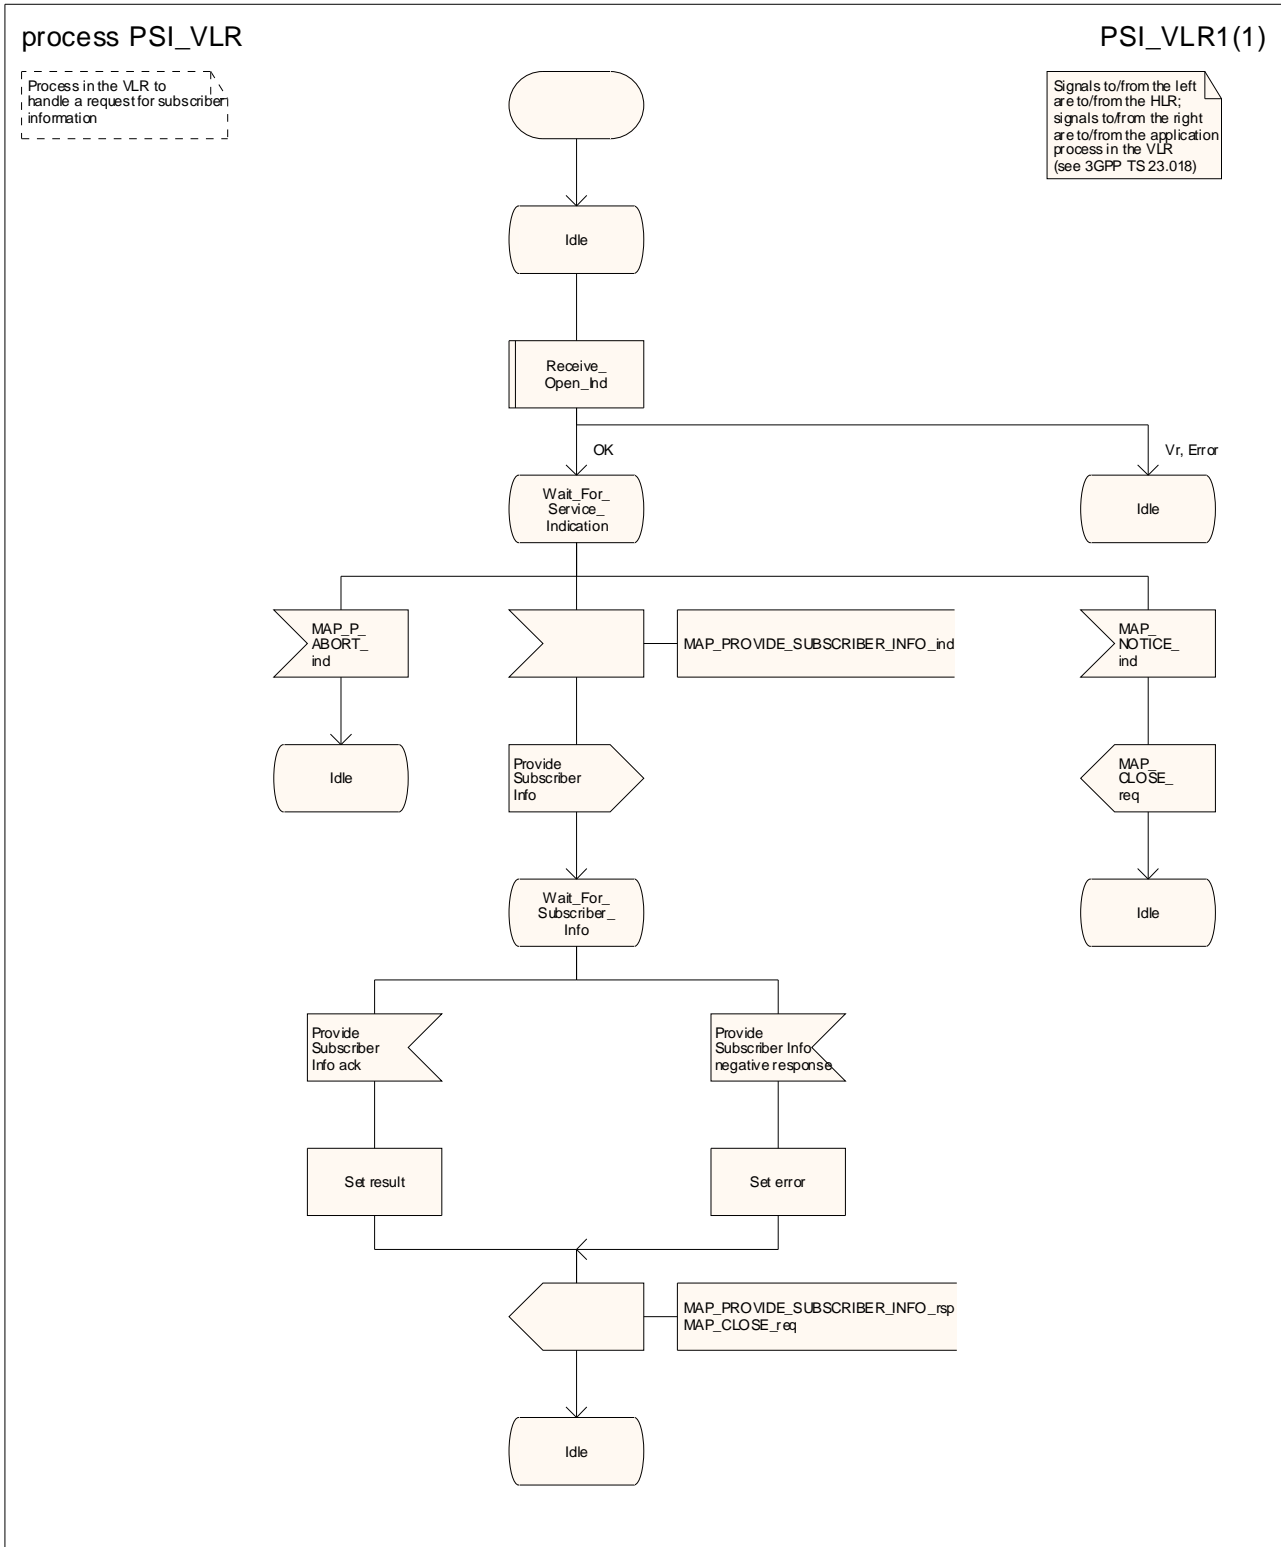 process PSI_VLR
PSI_VLR1(1)
Process in the VLR to
handle a request for subscriber
information
Signals to/from the left
are to/from the HLR;
signals to/from the right
are to/from the application
process in the VLR
(see 3GPP TS 23.018)
Idle
Receive_
Open_Ind
OK
Vr, Error
Wait_For_
Service_
Indication
Idle
MAP_P_
ABORT_
ind
MAP_PROVIDE_SUBSCRIBER_INFO_ind
MAP_
NOTICE_
ind
Idle
Provide
Subscriber
Info
MAP_
CLOSE_
req
Wait_For_
Subscriber_
Info
Idle
Provide
Subscriber
Info ack
Provide
Subscriber Info
negative response
Set result
Set error
MAP_PROVIDE_SUBSCRIBER_INFO_rsp
MAP_CLOSE_req
Idle